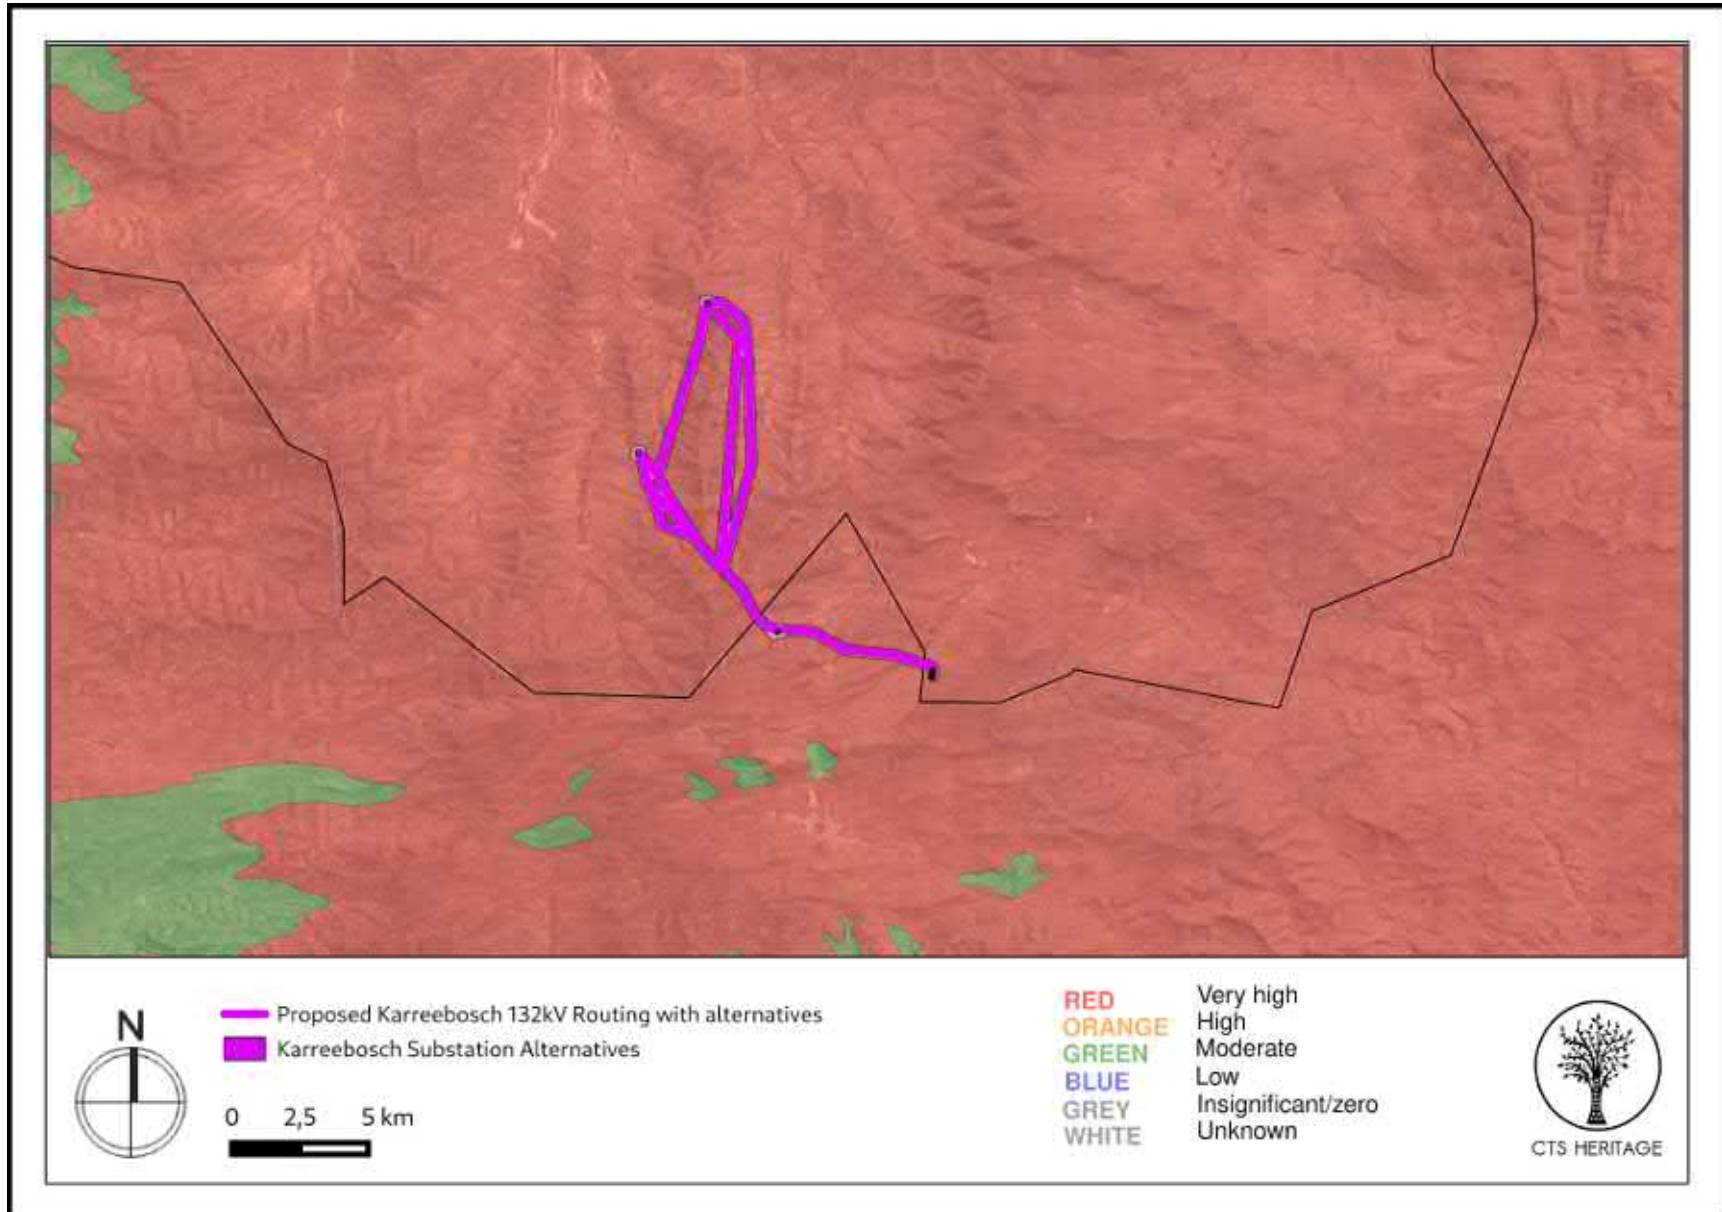 N
0 2,5 5 km
Proposed Karreebosch 132kV Routing with alternatives
Karreebosch Substation Alternatives
RED Very high
ORANGE High
GREEN Moderate
BLUE Low
GREY Insignificant/zero
WHITE Unknown
CTS HERITAGE